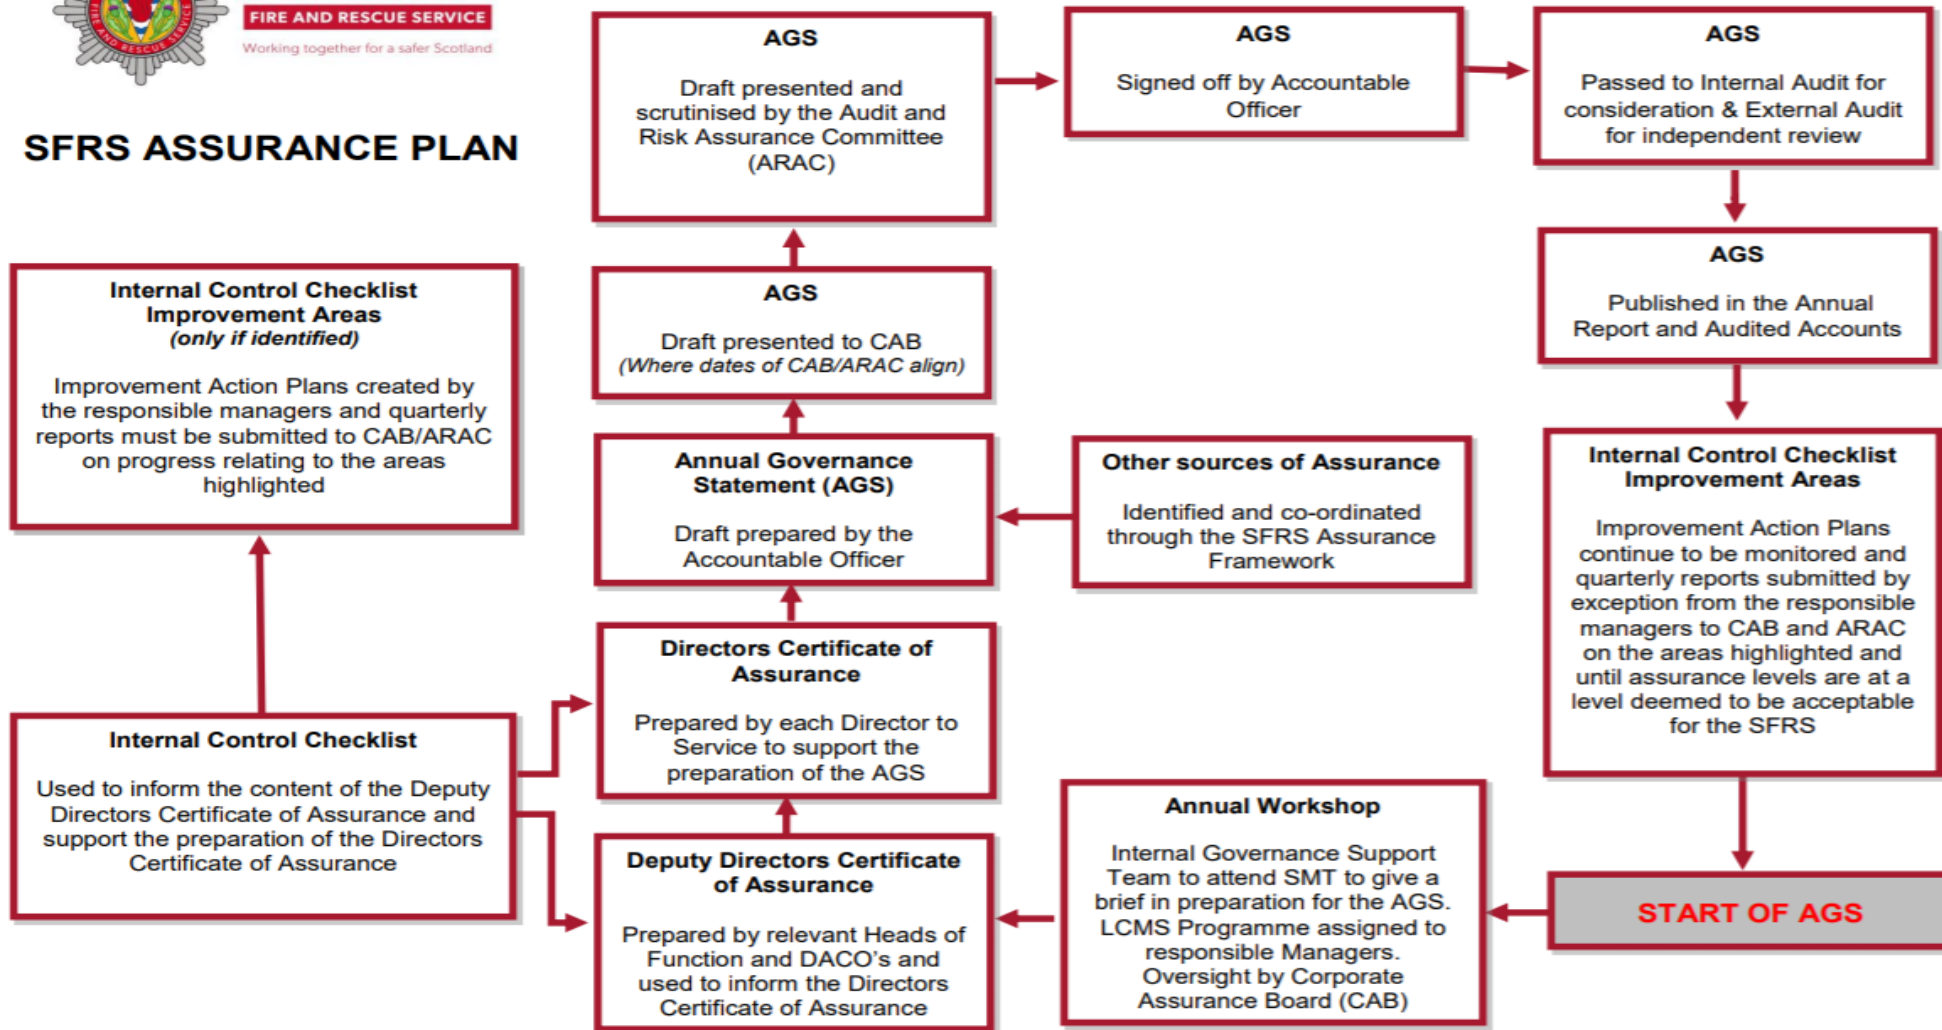 FIRE AND RESCUE SERVICE
Working together for a safer Scotland
FIRE AND RESCUE SERVICE
SFRS ASSURANCE PLAN
AGS
Draft presented and
scrutinised by the Audit and
Risk Assurance Committee
(ARAC)
AGS
Signed off by Accountable
Officer
AGS
Passed to Internal Audit for
consideration & External Audit
for independent review
AGS
Published in the Annual
Report and Audited Accounts
Internal Control Checklist
Improvement Areas
(only if identified)
Improvement Action Plans created by
the responsible managers and quarterly
reports must be submitted to CAB/ARAC
on progress relating to the areas
highlighted
AGS
Draft presented to CAB
(Where dates of CAB/ARAC align)
Annual Governance
Statement (AGS)
Draft prepared by the
Accountable Officer
Other sources of Assurance
Identified and co-ordinated
through the SFRS Assurance
Framework
Internal Control Checklist
Improvement Areas
Improvement Action Plans
continue to be monitored and
quarterly reports submitted by
exception from the responsible
managers to CAB and ARAC
on the areas highlighted and
until assurance levels are at a
level deemed to be acceptable
for the SFRS
Directors Certificate of
Assurance
Prepared by each Director to
Service to support the
preparation of the AGS
Internal Control Checklist
Used to inform the content of the Deputy
Directors Certificate of Assurance and
support the preparation of the Directors
Certificate of Assurance
Deputy Directors Certificate
of Assurance
Prepared by relevant Heads of
Function and DACO's and
used to inform the Directors
Certificate of Assurance
Annual Workshop
Internal Governance Support
Team to attend SMT to give a
brief in preparation for the AGS.
LCMS Programme assigned to
responsible Managers.
Oversight by Corporate
Assurance Board (CAB)
START OF AGS